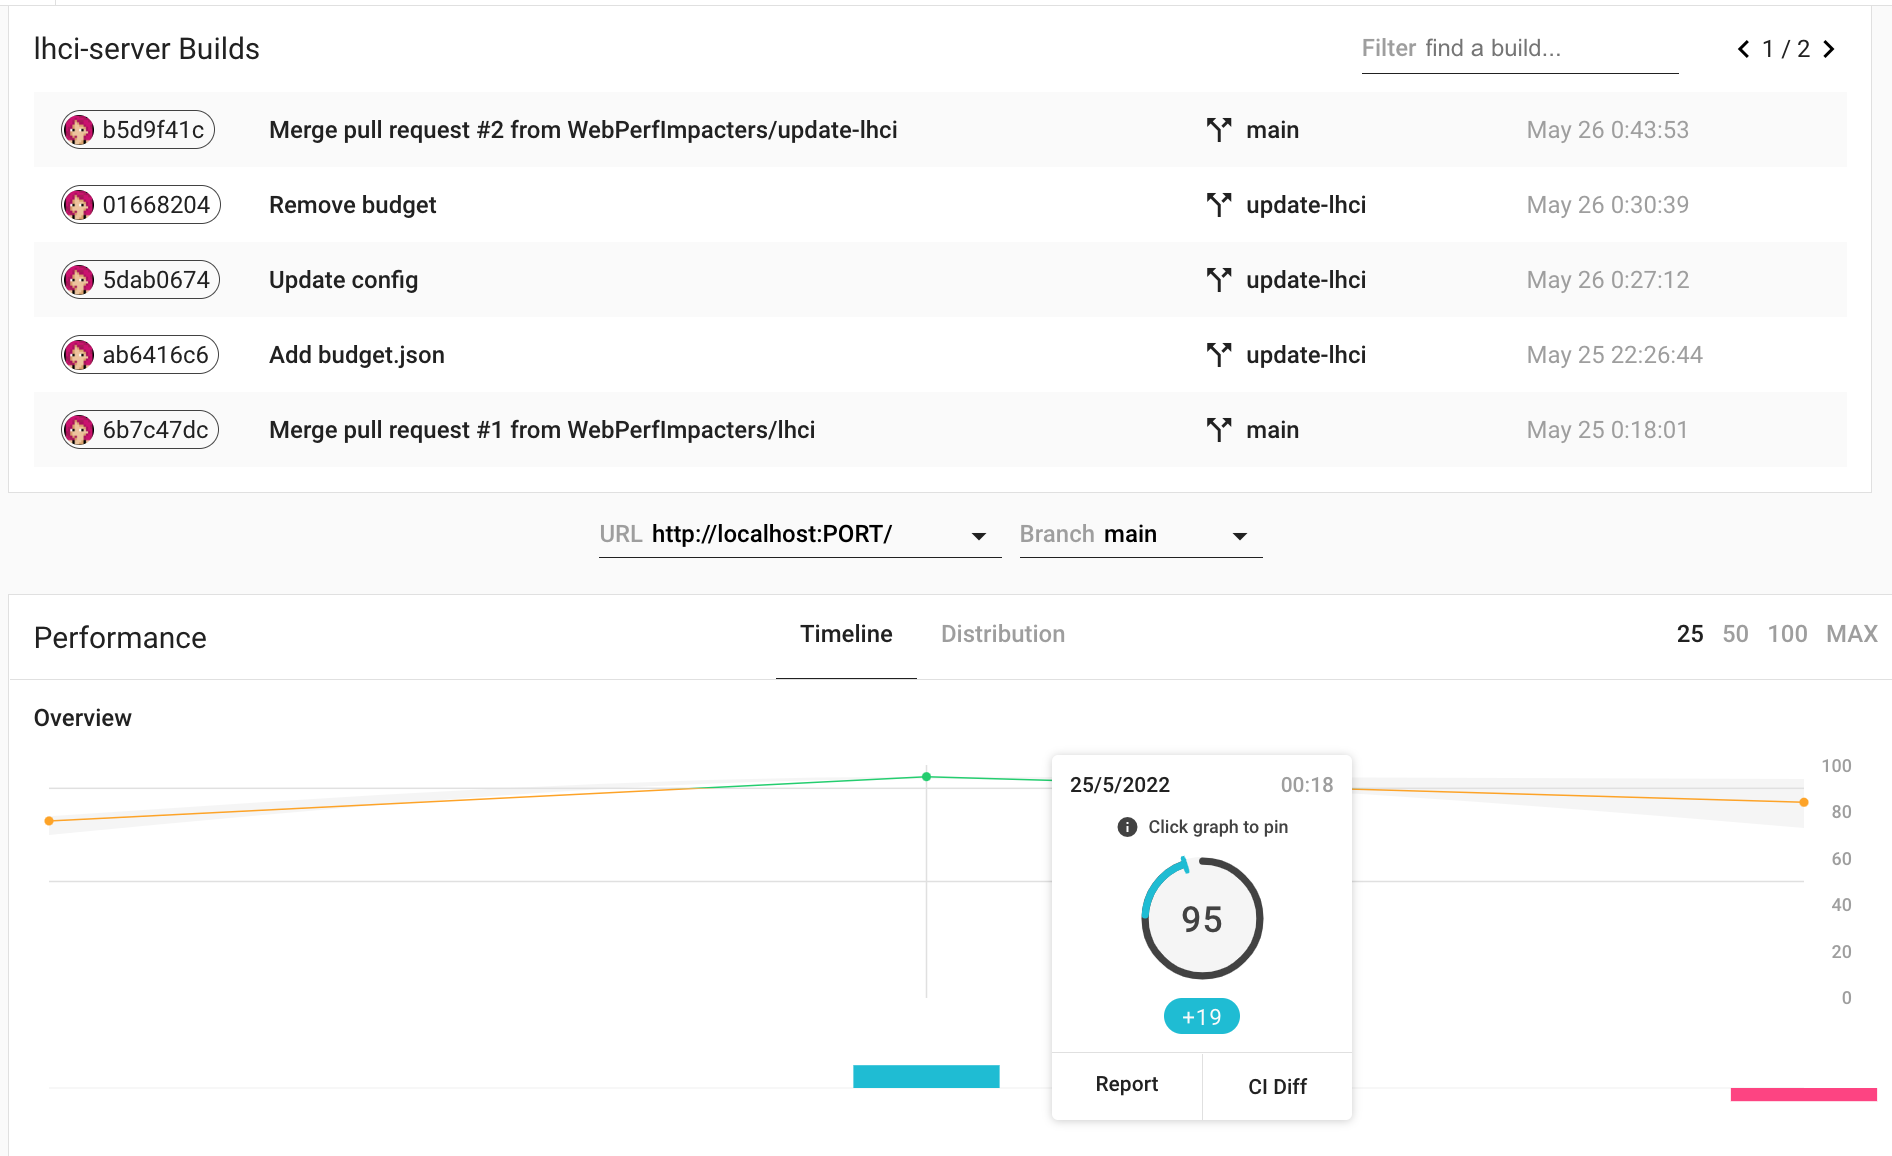 lhci-server Builds
Filter find a build...
1 / 2
b5d9f41c Merge pull request #2 from WebPerfImpacters/update-lhci main May 26 0:43:53
01668204 Remove budget update-lhci May 26 0:30:39
5dab0674 Update config update-lhci May 26 0:27:12
ab6416c6 Add budget.json update-lhci May 25 22:26:44
6b7c47dc Merge pull request #1 from WebPerfImpacters/lhci main May 25 0:18:01
URL http://localhost:PORT/ Branch main
Performance Timeline Distribution 25 50 100 MAX
Overview
25/5/2022 00:18
Click graph to pin
95
+19
Report CI Diff
100
80
60
40
20
0